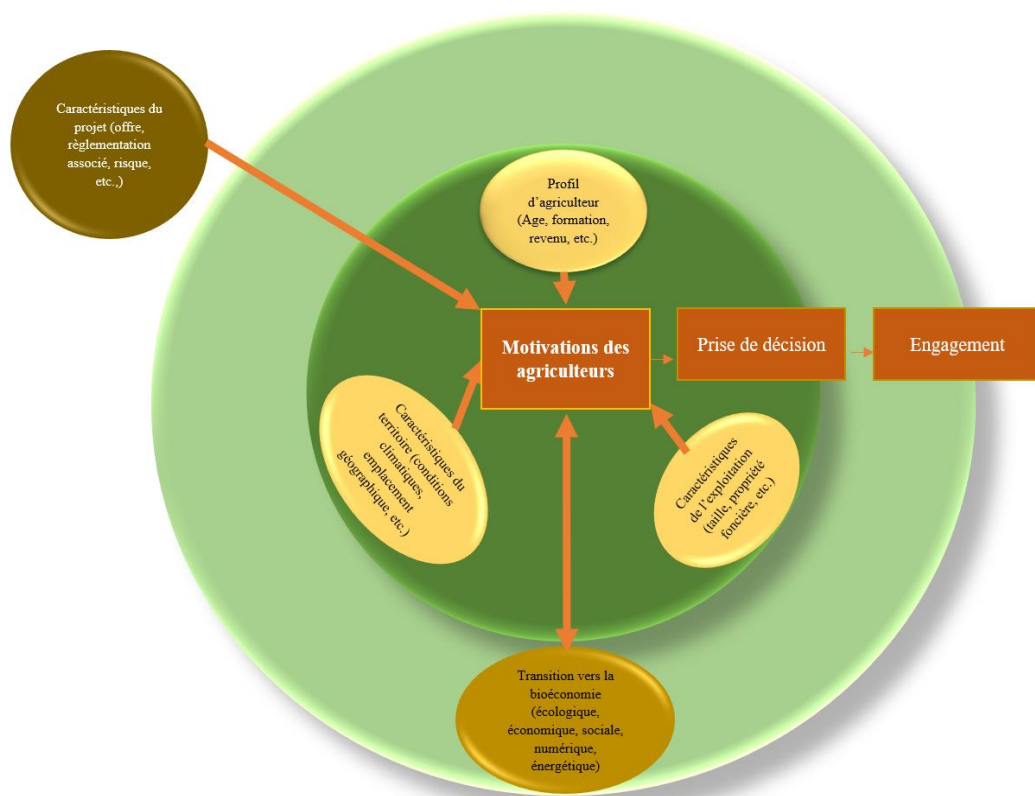 Caractéristiques du
projet (offre,
règlementation
associé, risque,
etc.,)
Profil
d'agriculteur
(Age, formation,
revenu, etc.)
Motivations des
agriculteurs
Prise de décision
Engagement
Caractéristiques du
territoire (conditions
climatiques,
emplacement
géographique, etc.)
Caractéristiques
de l'exploitation
(taille, propriété
foncière, etc.)
Transition vers la
bioéconomie
(écologique,
économique, sociale,
numérique,
énergétique)